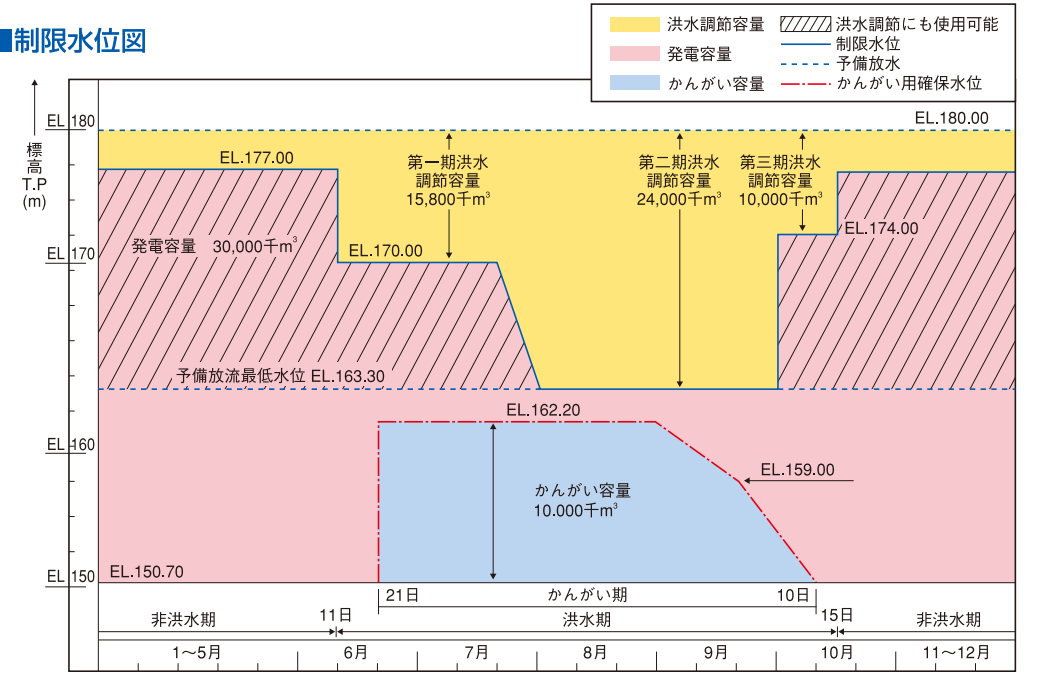 ■制限水位図
洪水調節容量
発電容量
かんがい容量
洪水調節にも使用可能
制限水位
予備放水
かんがい用確保水位
標高
T.P
(m)
EL 180
EL 170
EL 160
EL 150
EL.180.00
EL.177.00
第一期洪水
調節容量
15,800千m³
第二期洪水
調節容量
24,000千m³
第三期洪水
調節容量
10,000千m³
発電容量 30,000千m³
EL.170.00
EL.174.00
予備放流最低水位 EL.163.30
EL.162.20
EL.159.00
かんがい容量
10.000千m³
EL.150.70
21日 かんがい期 10日
非洪水期 11日 洪水期 15日 非洪水期
1〜5月 6月 7月 8月 9月 10月 11〜12月